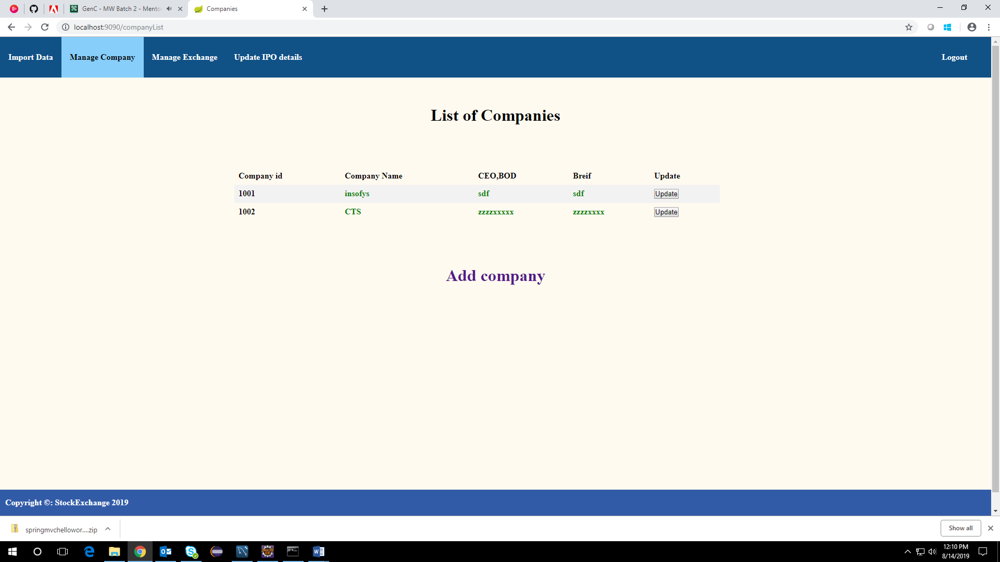 GenC - MW Batch 2 - Mento
Companies
localhost:9090/companyList
Import Data
Manage Company
Manage Exchange
Update IPO details
Logout
List of Companies
Company id Company Name CEO,BOD Breif Update
1001 insofys sdf sdf Update
1002 CTS zzzzxxxxx zzzzxxxx Update
Add company
Copyright ©: StockExchange 2019
springmvchellowor....zip
Show all
12:10 PM
8/14/2019